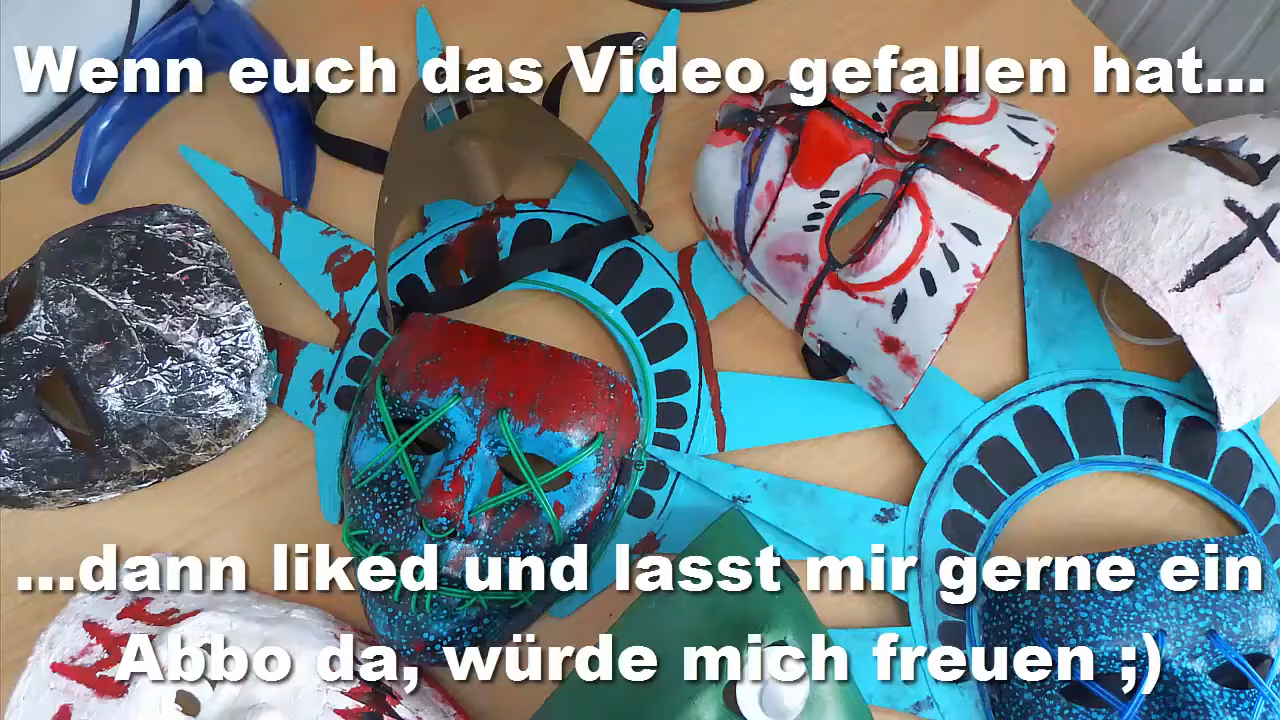 Wenn euch das Video gefallen hat...
...dann liked und lasst mir gerne ein
Abbo da, würde mich freuen ;)